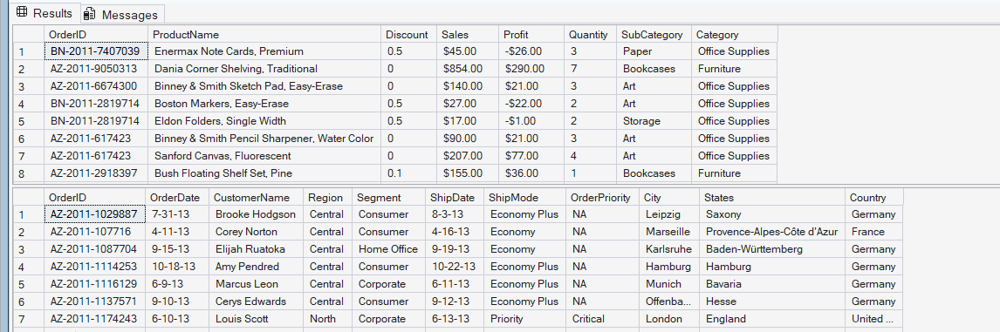 Results Messages
OrderID ProductName Discount Sales Profit Quantity SubCategory Category
1 BN-2011-7407039 Enermax Note Cards, Premium 0.5 $45.00 -$26.00 3 Paper Office Supplies
2 AZ-2011-9050313 Dania Corner Shelving, Traditional 0 $854.00 $290.00 7 Bookcases Furniture
3 AZ-2011-6674300 Binney & Smith Sketch Pad, Easy-Erase 0 $140.00 $21.00 3 Art Office Supplies
4 BN-2011-2819714 Boston Markers, Easy-Erase 0.5 $27.00 -$22.00 2 Art Office Supplies
5 BN-2011-2819714 Eldon Folders, Single Width 0.5 $17.00 -$1.00 2 Storage Office Supplies
6 AZ-2011-617423 Binney & Smith Pencil Sharpener, Water Color 0 $90.00 $21.00 3 Art Office Supplies
7 AZ-2011-617423 Sanford Canvas, Fluorescent 0 $207.00 $77.00 4 Art Office Supplies
8 AZ-2011-2918397 Bush Floating Shelf Set, Pine 0.1 $155.00 $36.00 1 Bookcases Furniture
OrderID OrderDate CustomerName Region Segment ShipDate ShipMode OrderPriority City States Country
1 AZ-2011-1029887 7-31-13 Brooke Hodgson Central Consumer 8-3-13 Economy Plus NA Leipzig Saxony Germany
2 AZ-2011-107716 4-11-13 Corey Norton Central Consumer 4-16-13 Economy NA Marseille Provence-Alpes-Côte d'Azur France
3 AZ-2011-1087704 9-15-13 Elijah Ruatoka Central Home Office 9-19-13 Economy NA Karlsruhe Baden-Württemberg Germany
4 AZ-2011-1114253 10-18-13 Amy Pendred Central Consumer 10-22-13 Economy Plus NA Hamburg Hamburg Germany
5 AZ-2011-1116129 6-9-13 Marcus Leon Central Corporate 6-11-13 Economy Plus NA Munich Bavaria Germany
6 AZ-2011-1137571 9-10-13 Cerys Edwards Central Consumer 9-12-13 Economy Plus NA Offenba... Hesse Germany
7 AZ-2011-1174243 6-10-13 Louis Scott North Corporate 6-13-13 Priority Critical London England United ...